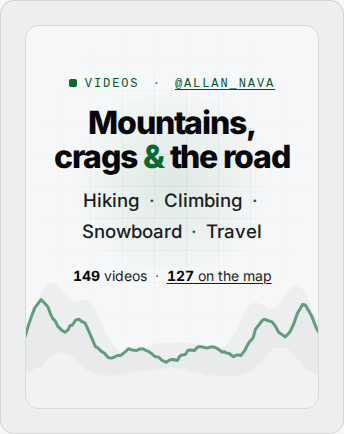 VIDEOS · @ALLAN_NAVA
Mountains,
crags & the road
Hiking · Climbing ·
Snowboard · Travel
149 videos · 127 on the map